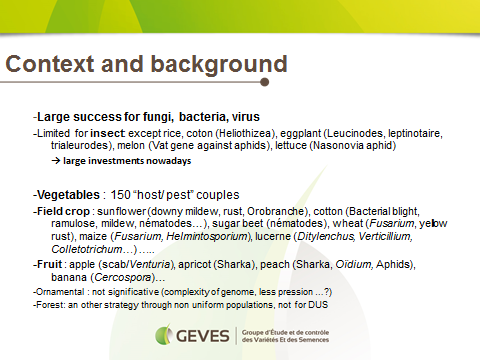 Context and background
-Large success for fungi, bacteria, virus
-Limited for insect: except rice, coton (Heliothizea), eggplant (Leucinodes, leptinotaire,
trialeurodes), melon (Vat gene against aphids), lettuce (Nasonovia aphid)
→ large investments nowadays
-Vegetables : 150 “host/ pest” couples
-Field crop : sunflower (downy mildew, rust, Orobranche), cotton (Bacterial blight,
ramulose, mildew, nématodes…), sugar beet (nématodes), wheat (Fusarium, yellow
rust), maize (Fusarium, Helmintosporium), lucerne (Ditylenchus, Verticillium,
Colletotrichum…) …..
-Fruit : apple (scab/Venturia), apricot (Sharka), peach (Sharka, Oïdium, Aphids),
banana (Cercospora)…
-Ornamental : not significative (complexity of genome, less pression …?)
-Forest: an other strategy through non uniform populations, not for DUS
GEVES
Groupe d'Étude et de contrôle
des Variétés Et des Semences